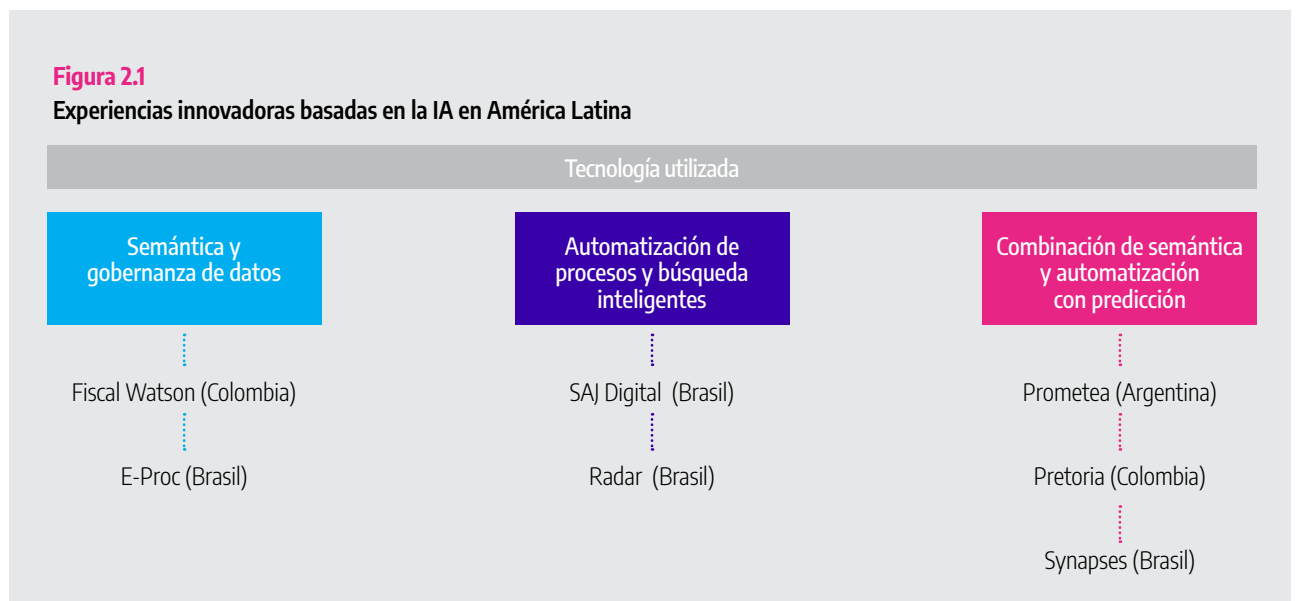 Figura 2.1
Experiencias innovadoras basadas en la IA en América Latina
Tecnología utilizada
Semántica y
gobernanza de datos
Fiscal Watson (Colombia)
E-Proc (Brasil)
Automatización de
procesos y búsqueda
inteligentes
SAJ Digital (Brasil)
Radar (Brasil)
Combinación de semántica
y automatización
con predicción
Prometea (Argentina)
Pretoria (Colombia)
Synapses (Brasil)